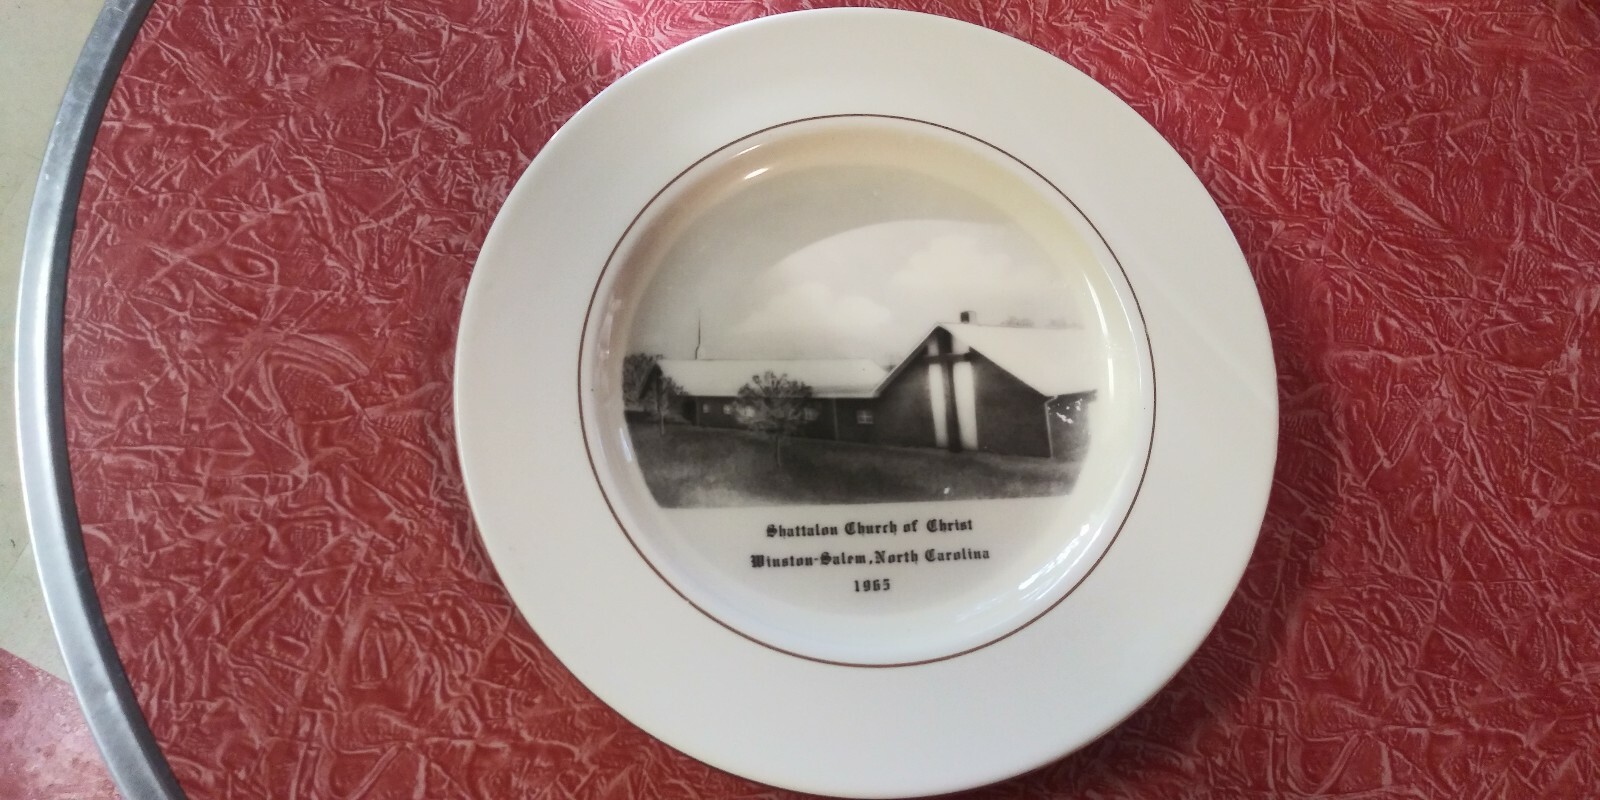 Shattalon Church of Christ
Winston-Salem, North Carolina
1965